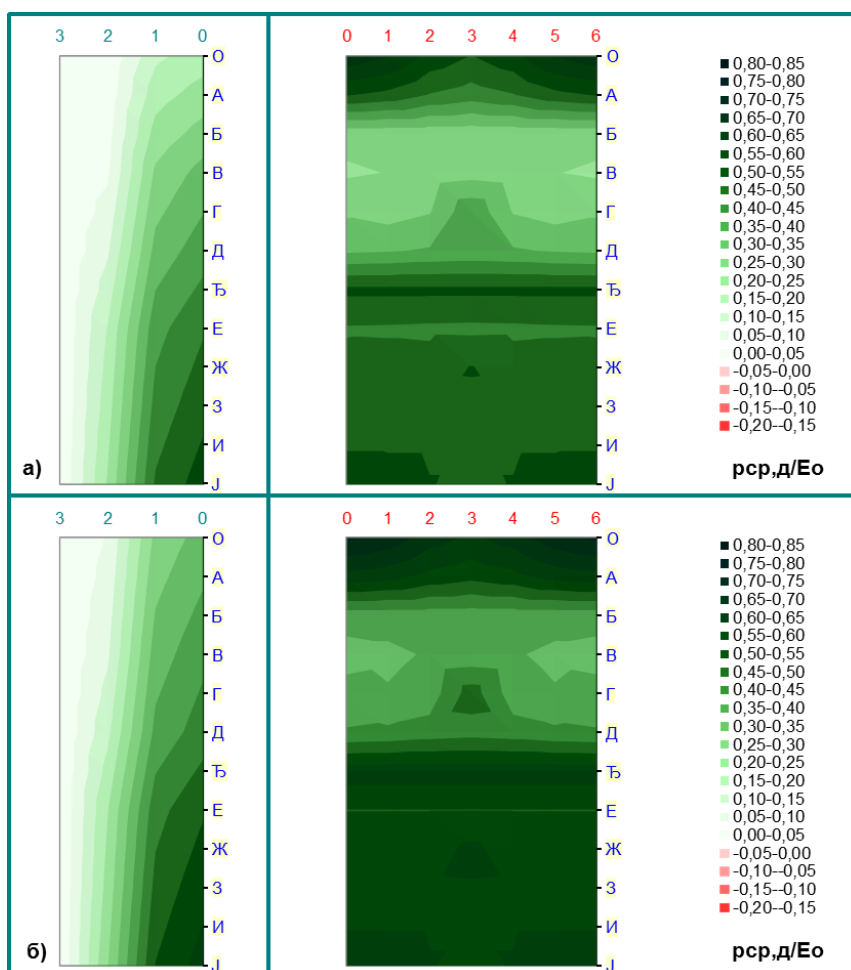 3 2 1 0
0 1 2 3 4 5 6
О
А
Б
В
Г
Д
Ђ
Е
Ж
З
И
Ј
0,80-0,85
0,75-0,80
0,70-0,75
0,65-0,70
0,60-0,65
0,55-0,60
0,50-0,55
0,45-0,50
0,40-0,45
0,35-0,40
0,30-0,35
0,25-0,30
0,20-0,25
0,15-0,20
0,10-0,15
0,05-0,10
0,00-0,05
-0,05-0,00
-0,10--0,05
-0,15--0,10
-0,20--0,15
а)
рср,д/Ео
3 2 1 0
0 1 2 3 4 5 6
О
А
Б
В
Г
Д
Ђ
Е
Ж
З
И
Ј
0,80-0,85
0,75-0,80
0,70-0,75
0,65-0,70
0,60-0,65
0,55-0,60
0,50-0,55
0,45-0,50
0,40-0,45
0,35-0,40
0,30-0,35
0,25-0,30
0,20-0,25
0,15-0,20
0,10-0,15
0,05-0,10
0,00-0,05
-0,05-0,00
-0,10--0,05
-0,15--0,10
-0,20--0,15
б)
рср,д/Ео